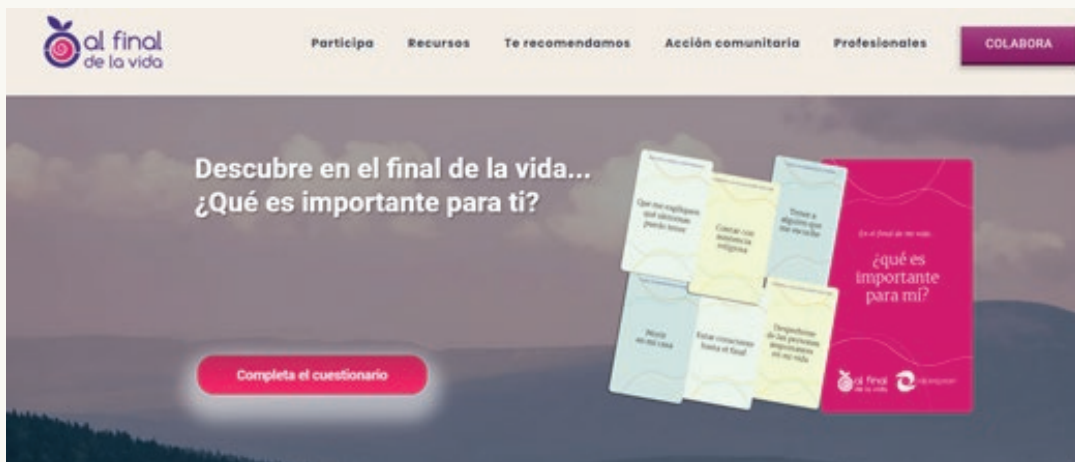 al final
de la vida
Participa
Recursos
Te recomendamos
Acción comunitaria
Profesionales
COLABORA
Descubre en el final de la vida...
¿Qué es importante para ti?
Completa el cuestionario
Que me expliquen
qué síntomas
puedo tener
Contar con
asistencia
religiosa
Tener a
alguien que
me escuche
Morir
en mi casa
Estar consciente
hasta el final
Despedirme
de las personas
importantes
en mi vida
En el final de mi vida...
¿qué es
importante
para mí?
al final
de la vida